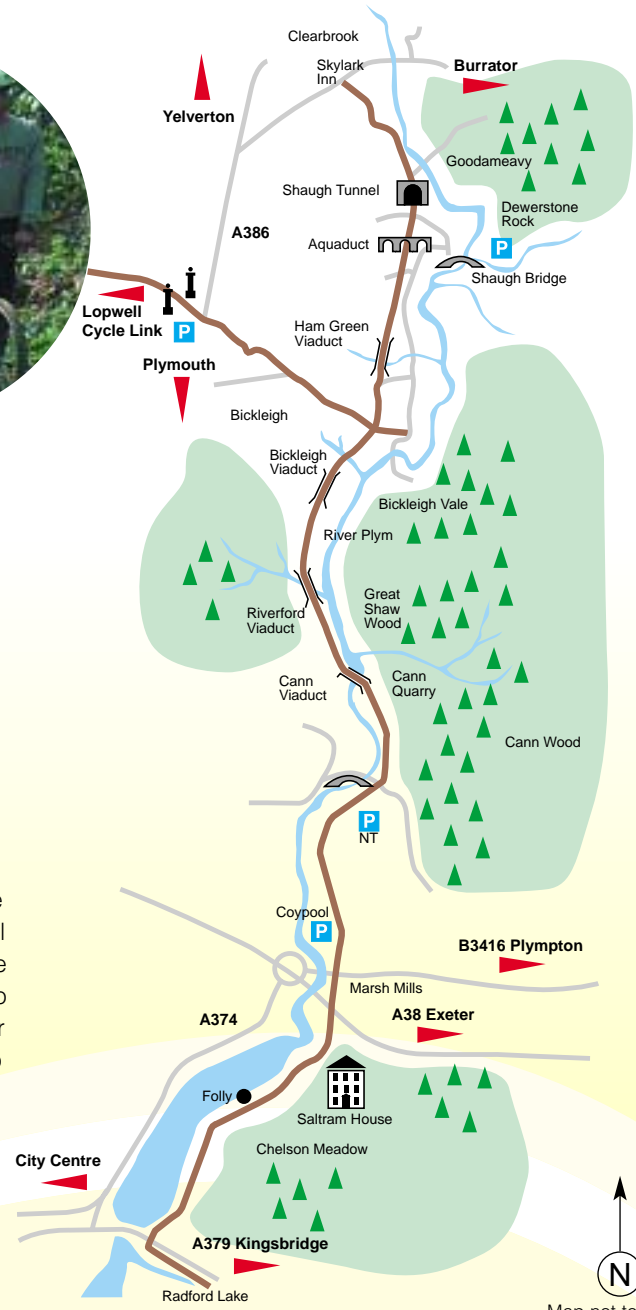 Clearbrook
Skylark
Inn
Burrator
Yelverton
Goodameavy
Shaugh Tunnel
Dewerstone
Rock
A386
P
Aquaduct
Shaugh Bridge
Lopwell
Cycle Link
P
Ham Green
Viaduct
Plymouth
Bickleigh
Bickleigh
Viaduct
Bickleigh Vale
River Plym
Great
Shaw
Wood
Riverford
Viaduct
Cann
Viaduct
Cann
Quarry
Cann Wood
P
NT
Coypool
P
B3416 Plympton
Marsh Mills
A38 Exeter
A374
Folly
Saltram House
Chelson Meadow
City Centre
A379 Kingsbridge
N
Radford Lake
Map not to